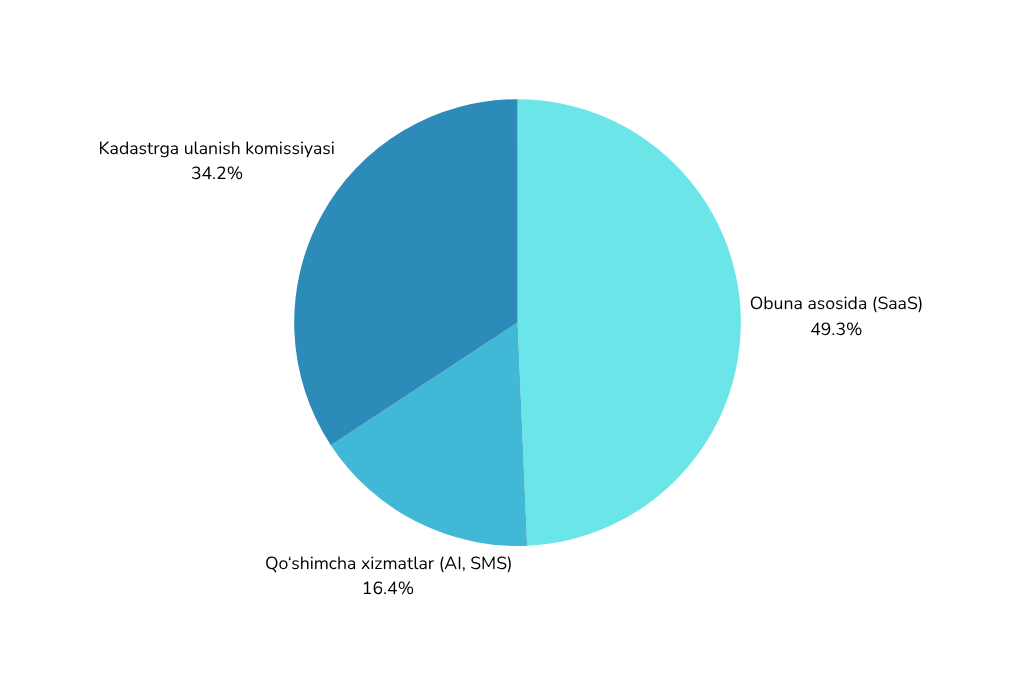 Kadastrga ulanish komissiyasi
34.2%
Obuna asosida (SaaS)
49.3%
Qo‘shimcha xizmatlar (AI, SMS)
16.4%